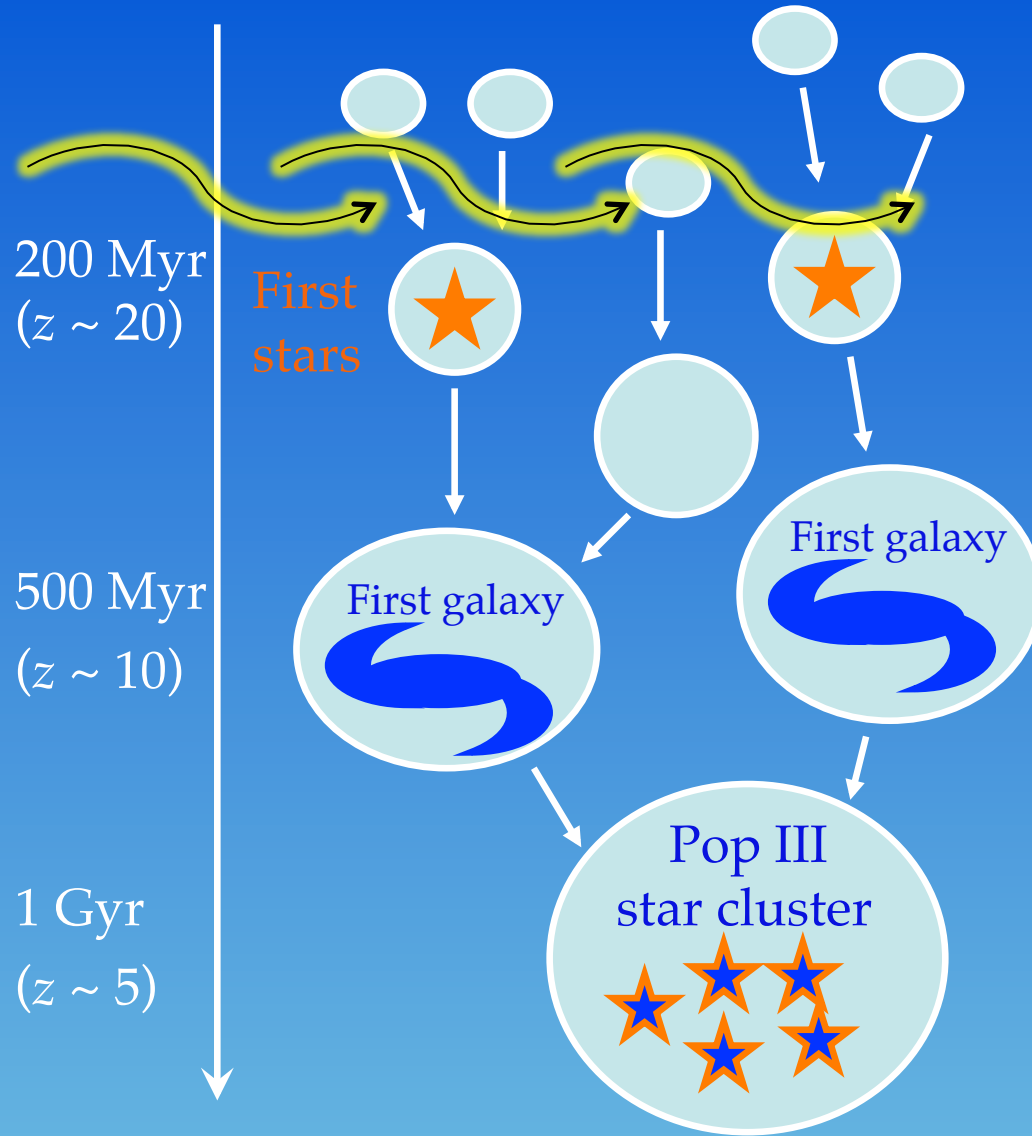 200 Myr
(z ~ 20)
First
stars
First galaxy
First galaxy
500 Myr
(z ~ 10)
Pop III
star cluster
1 Gyr
(z ~ 5)